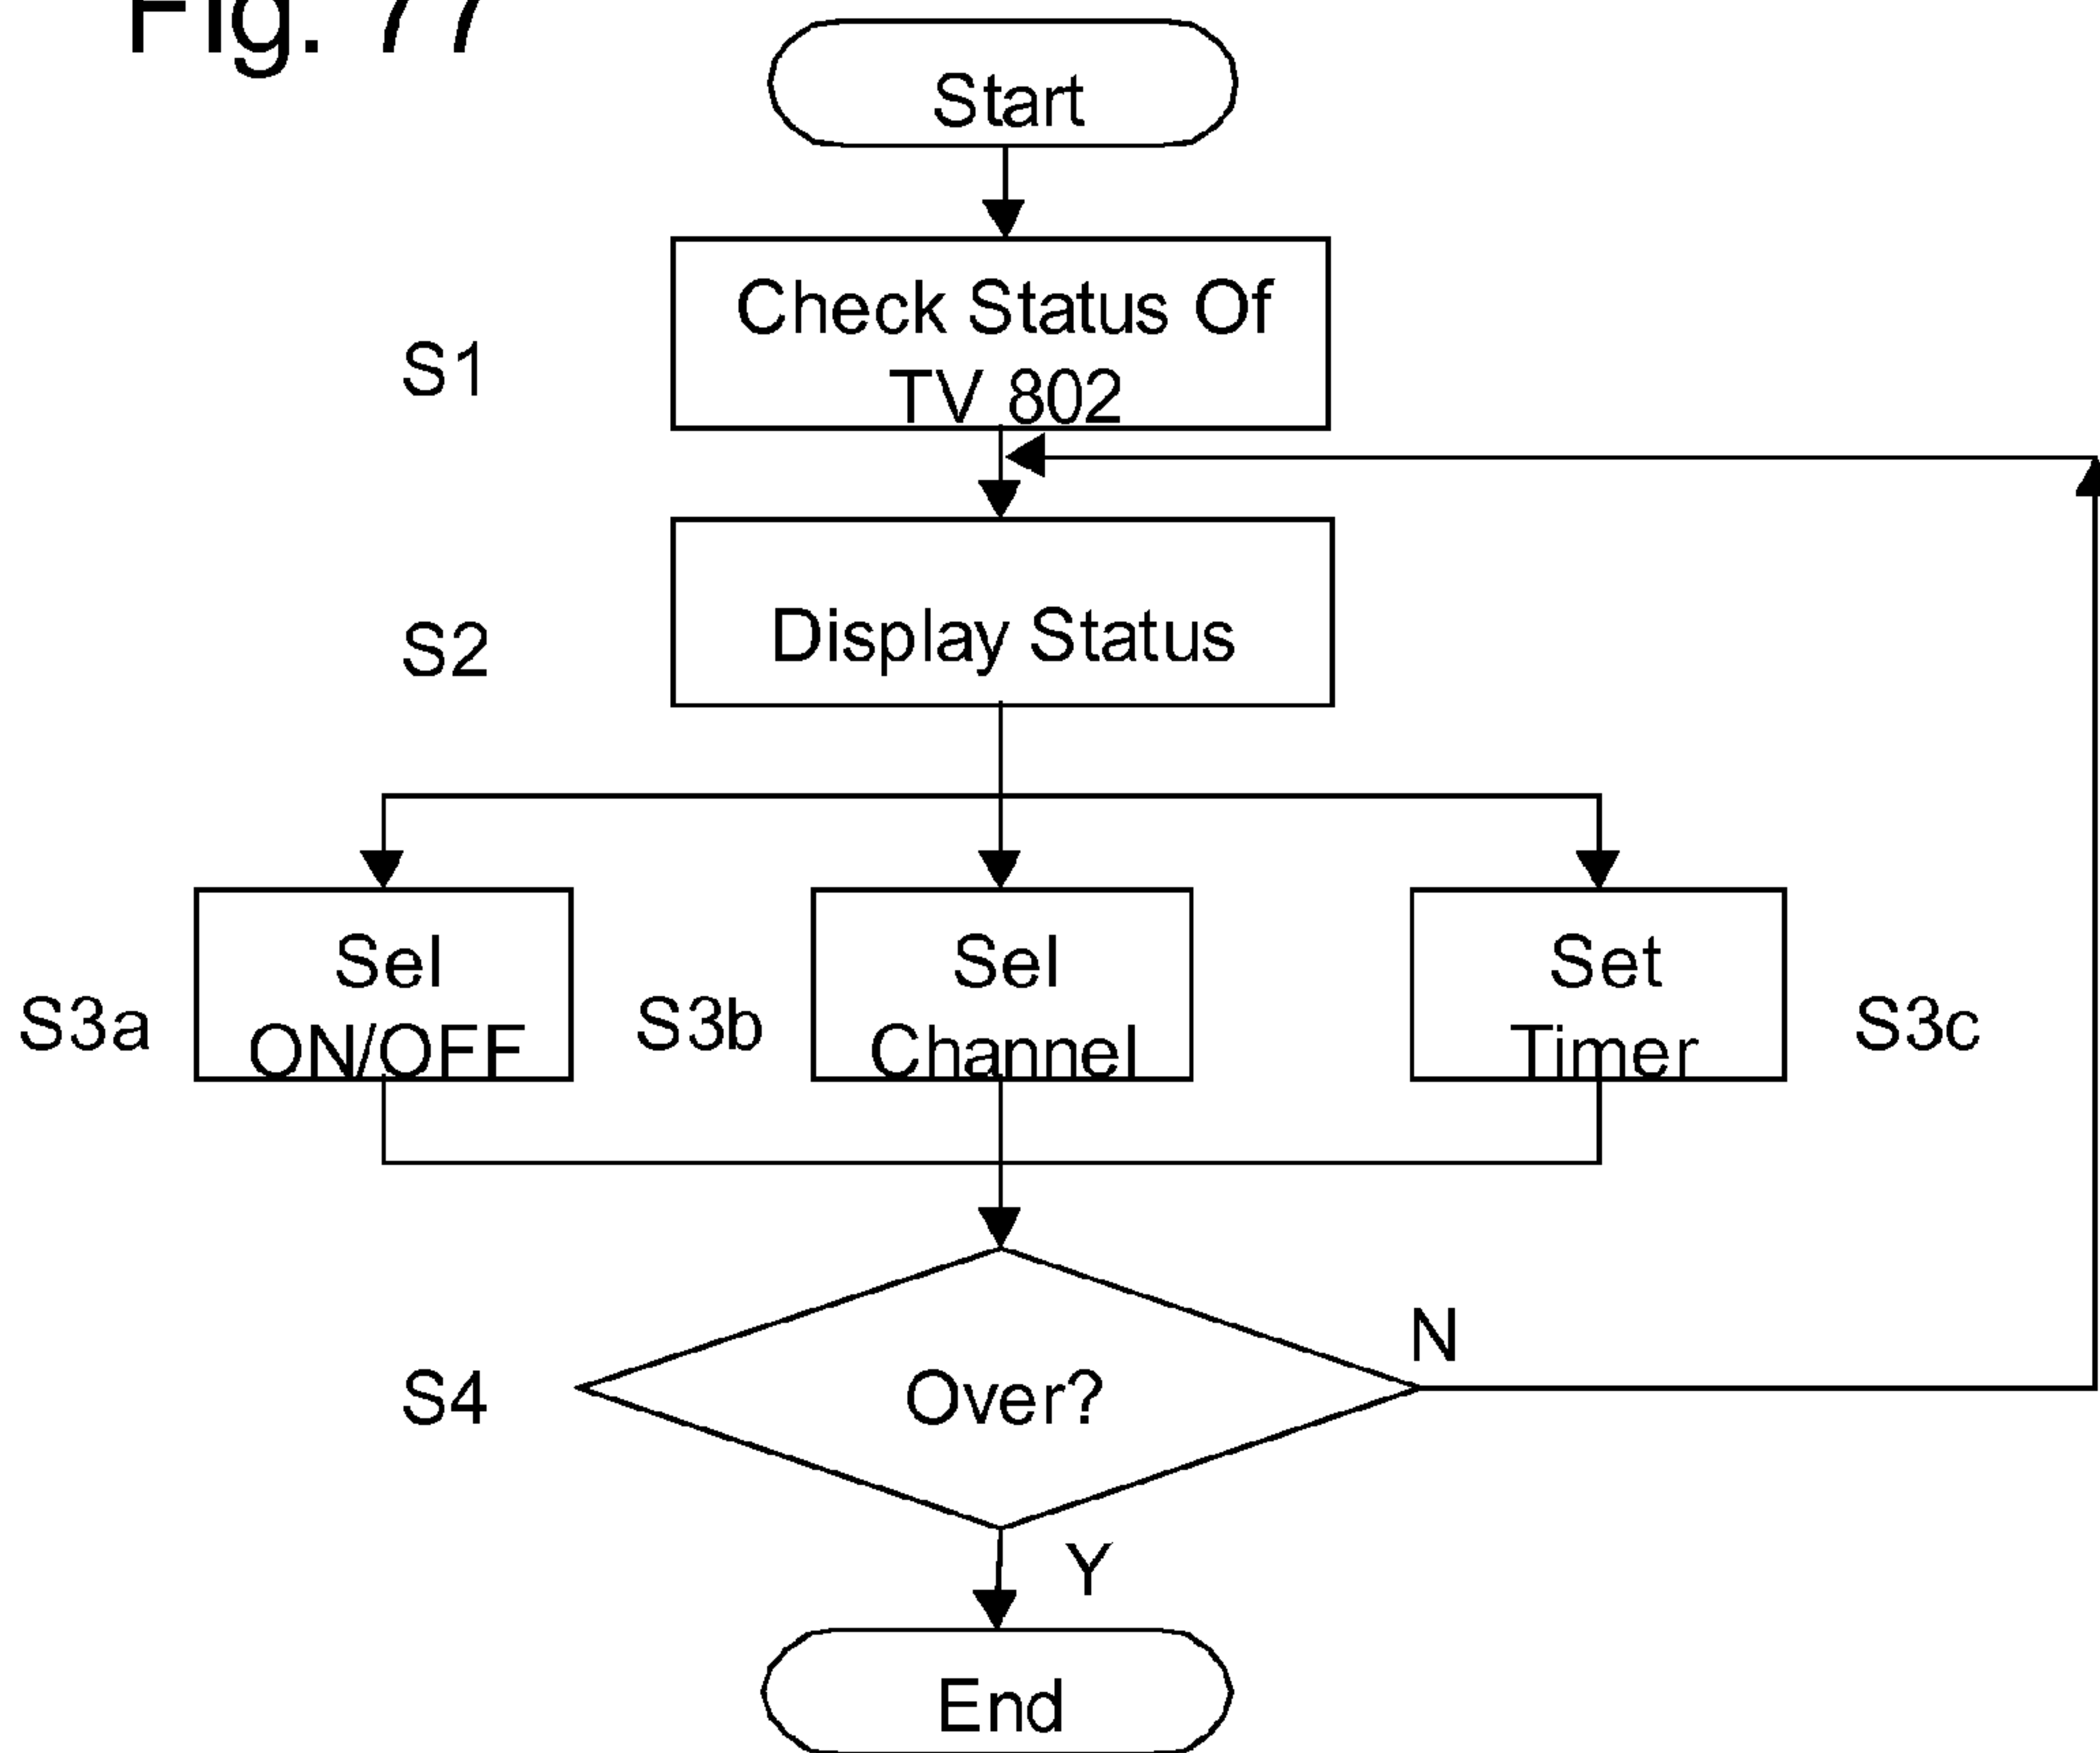 Fig. 77
Start
Check Status Of
TV 802
S1
Display Status
S2
Sel
ON/OFF
S3a
Sel
Channel
S3b
Set
Timer
S3c
Over?
S4
N
Y
End